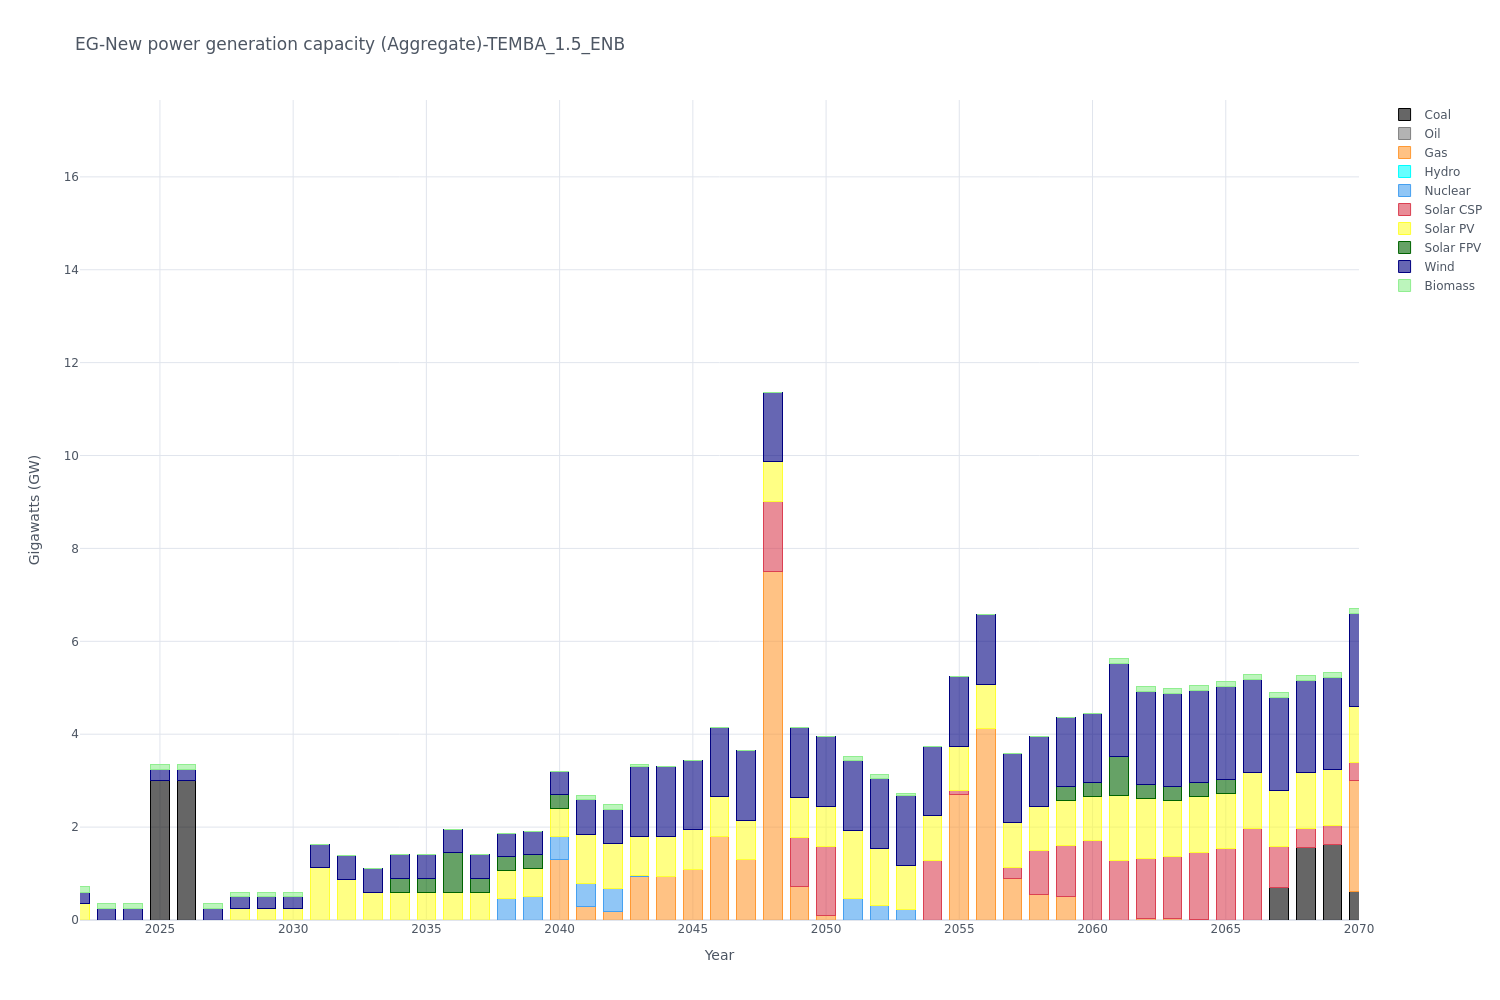 EG-New power generation capacity (Aggregate)-TEMBA_1.5_ENB
Coal
Oil
Gas
Hydro
Nuclear
Solar CSP
Solar PV
Solar FPV
Wind
Biomass
16
14
12
10
8
6
4
2
0
Gigawatts (GW)
2025 2030 2035 2040 2045 2050 2055 2060 2065 2070
Year